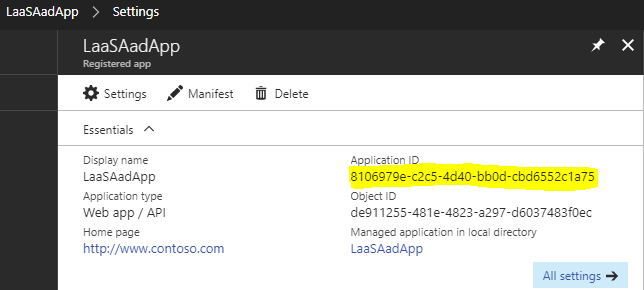 LaaSAadApp > Settings
LaaSAadApp
Registered app
Settings Manifest Delete
Essentials
Display name Application ID
LaaSAadApp 8106979e-c2c5-4d40-bb0d-cbd6552c1a75
Application type Object ID
Web app / API de911255-481e-4823-a297-d6037483f0ec
Home page Managed application in local directory
http://www.contoso.com LaaSAadApp
All settings →